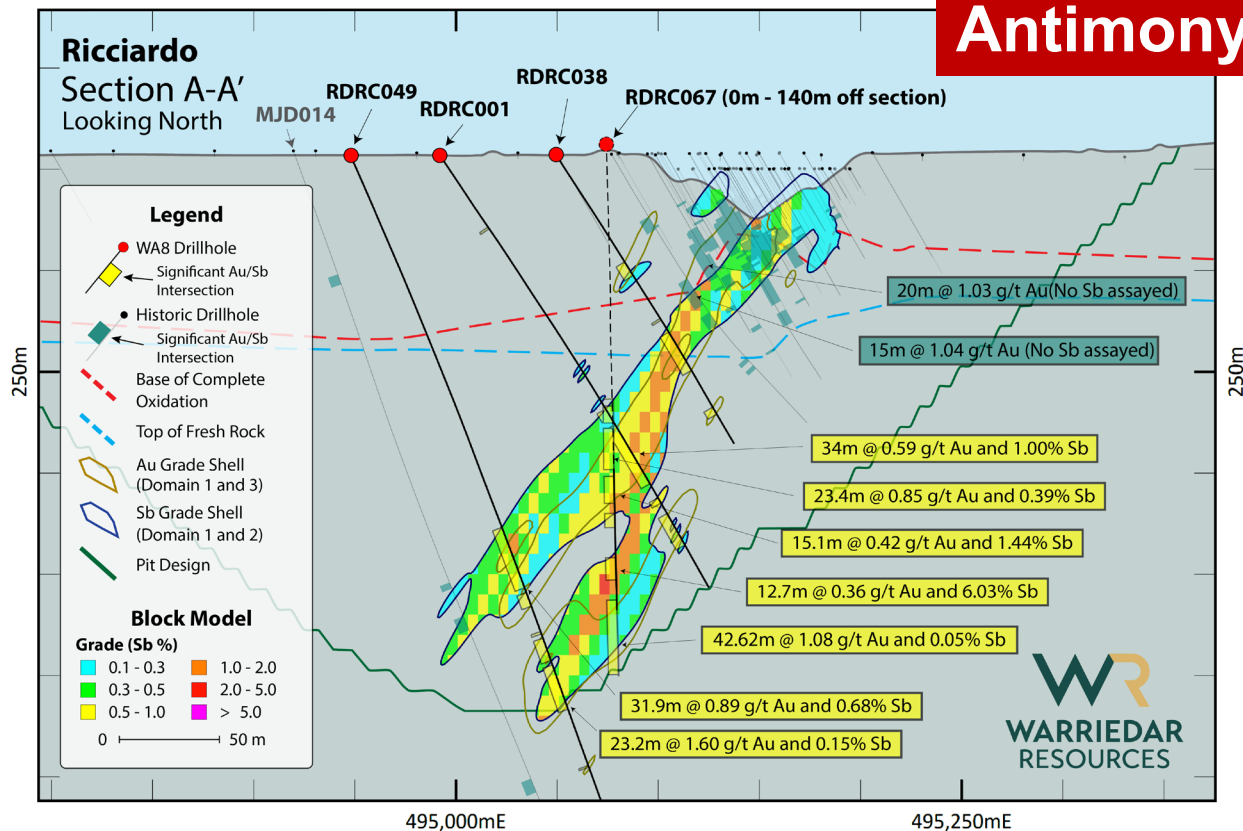 Antimony
Ricciardo
Section A-A’
Looking North
MJD014
RDRC049
RDRC001
RDRC038
RDRC067 (0m - 140m off section)
Legend
WA8 Drillhole
Significant Au/Sb
Intersection
Historic Drillhole
Significant Au/Sb
Intersection
Base of Complete
Oxidation
Top of Fresh Rock
Au Grade Shell
(Domain 1 and 3)
Sb Grade Shell
(Domain 1 and 2)
Pit Design
Block Model
Grade (Sb %)
0.1 - 0.3
1.0 - 2.0
0.3 - 0.5
2.0 - 5.0
0.5 - 1.0
> 5.0
0
50 m
250m
250m
20m @ 1.03 g/t Au(No Sb assayed)
15m @ 1.04 g/t Au (No Sb assayed)
34m @ 0.59 g/t Au and 1.00% Sb
23.4m @ 0.85 g/t Au and 0.39% Sb
15.1m @ 0.42 g/t Au and 1.44% Sb
12.7m @ 0.36 g/t Au and 6.03% Sb
42.62m @ 1.08 g/t Au and 0.05% Sb
31.9m @ 0.89 g/t Au and 0.68% Sb
23.2m @ 1.60 g/t Au and 0.15% Sb
WR
WARRIEDAR
RESOURCES
495,000mE
495,250mE